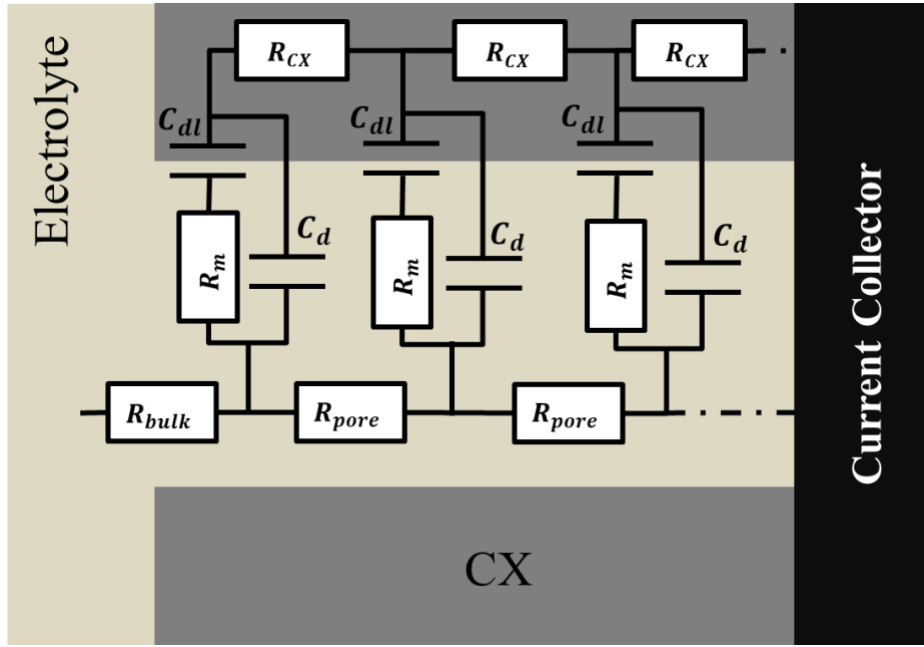 Electrolyte
R_CX
R_CX
R_CX
C_dl
C_dl
C_dl
R_m
C_d
R_m
C_d
R_m
C_d
R_bulk
R_pore
R_pore
CX
Current Collector